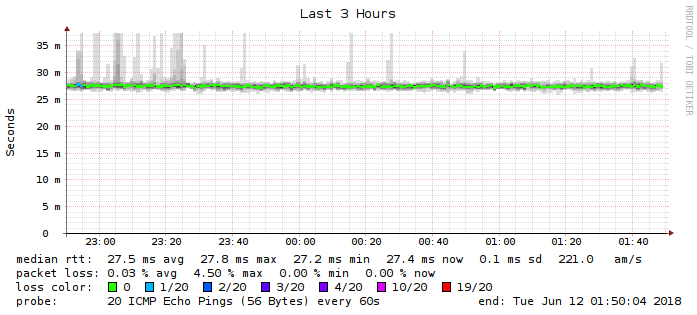 Last 3 Hours
RRDTOOL / TOBI OETIKER
Seconds
35 m
30 m
25 m
20 m
15 m
10 m
5 m
0
23:00 23:20 23:40 00:00 00:20 00:40 01:00 01:20 01:40
median rtt: 27.5 ms avg 27.8 ms max 27.2 ms min 27.4 ms now 0.1 ms sd 221.0 am/s
packet loss: 0.03 % avg 4.50 % max 0.00 % min 0.00 % now
loss color: 0 1/20 2/20 3/20 4/20 10/20 19/20
probe: 20 ICMP Echo Pings (56 Bytes) every 60s end: Tue Jun 12 01:50:04 2018